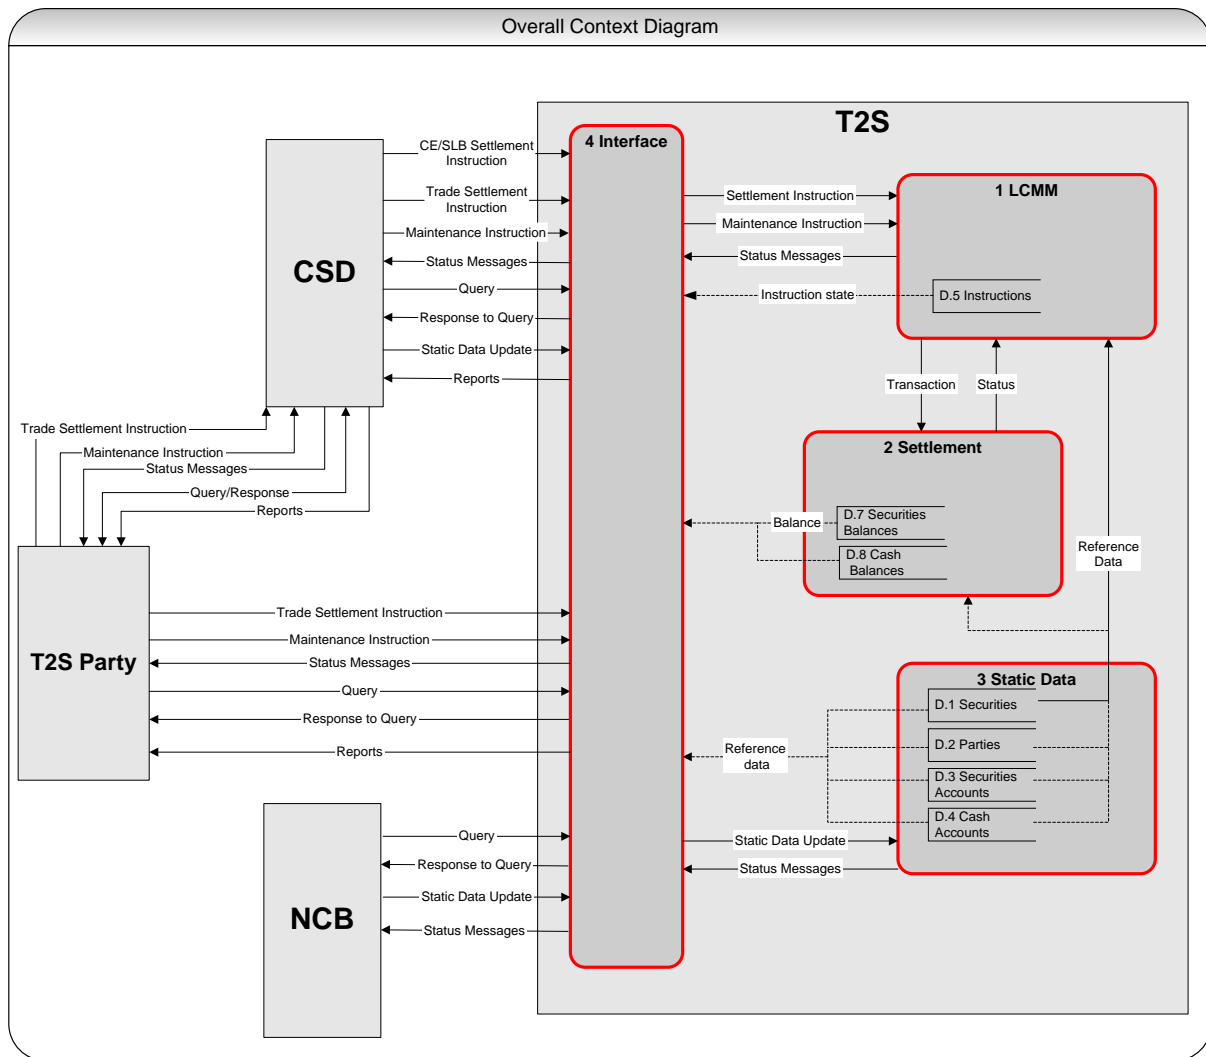 Overall Context Diagram
T2S
4 Interface
CE/SLB Settlement
Instruction
Trade Settlement
Instruction
Maintenance Instruction
Status Messages
Query
Response to Query
Static Data Update
Reports
CSD
Settlement Instruction
Maintenance Instruction
Status Messages
Instruction state
1 LCMM
D.5 Instructions
Transaction
Status
2 Settlement
D.7 Securities
Balances
D.8 Cash
Balances
Balance
Reference
Data
Trade Settlement Instruction
Maintenance Instruction
Status Messages
Query/Response
Reports
T2S Party
Trade Settlement Instruction
Maintenance Instruction
Status Messages
Query
Response to Query
Reports
3 Static Data
D.1 Securities
D.2 Parties
D.3 Securities
Accounts
D.4 Cash
Accounts
Reference
data
Static Data Update
Status Messages
NCB
Query
Response to Query
Static Data Update
Status Messages